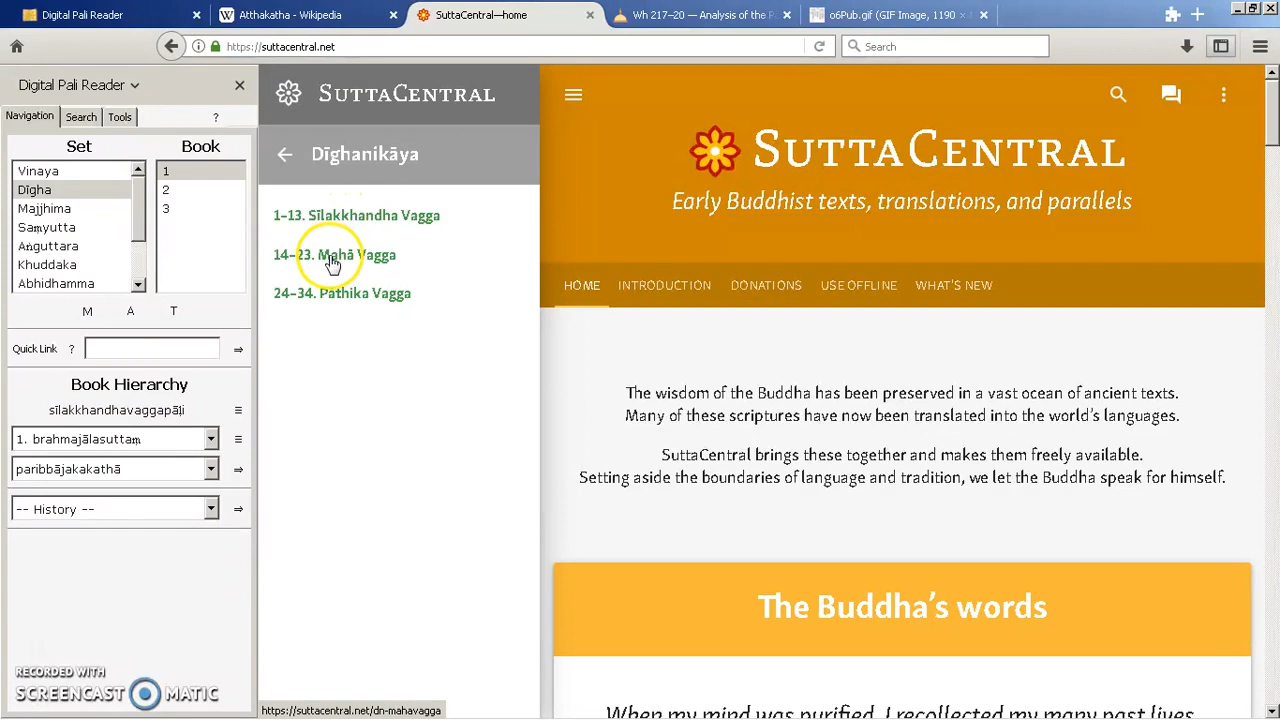 Digital Pali Reader
Atthakatha - Wikipedia
SuttaCentral—home
Wh 217–20 — Analysis of the P
o6Pub.gif (GIF Image, 1190 ×
https://suttacentral.net
Search
Digital Pali Reader
Navigation
Search
Tools
?
Set
Book
Vinaya
Dīgha
Majjhima
Saṃyutta
Aṅguttara
Khuddaka
Abhidhamma
1
2
3
M A T
Quick Link ?
Book Hierarchy
sīlakkhandhavaggapāḷi
1. brahmajālasuttaṃ
paribbājakakathā
-- History --
RECORDED WITH
SCREENCAST MATIC
SuttaCentral
Dīghanikāya
1–13. Sīlakkhandha Vagga
14–23. Mahā Vagga
24–34. Pāthika Vagga
https://suttacentral.net/dn-mahavagga
SuttaCentral
Early Buddhist texts, translations, and parallels
HOME INTRODUCTION DONATIONS USE OFFLINE WHAT'S NEW
The wisdom of the Buddha has been preserved in a vast ocean of ancient texts.
Many of these scriptures have now been translated into the world's languages.
SuttaCentral brings these together and makes them freely available.
Setting aside the boundaries of language and tradition, we let the Buddha speak for himself.
The Buddha's words
When my mind was purified, I recollected my many past lives